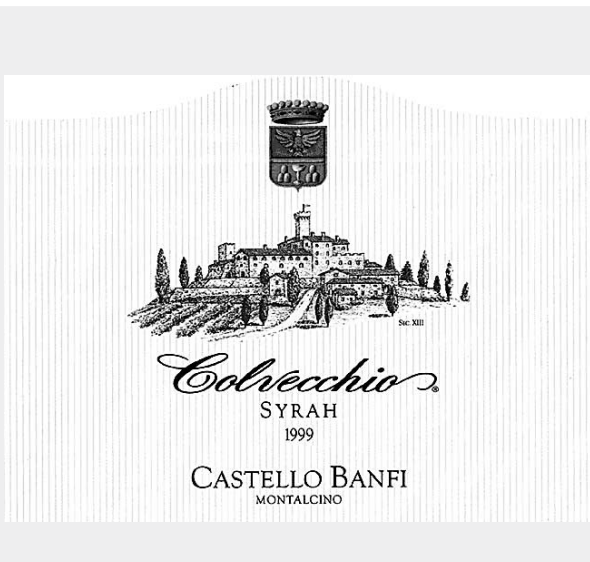 Sec. XIII
Colvecchio®
SYRAH
1999
CASTELLO BANFI
MONTALCINO